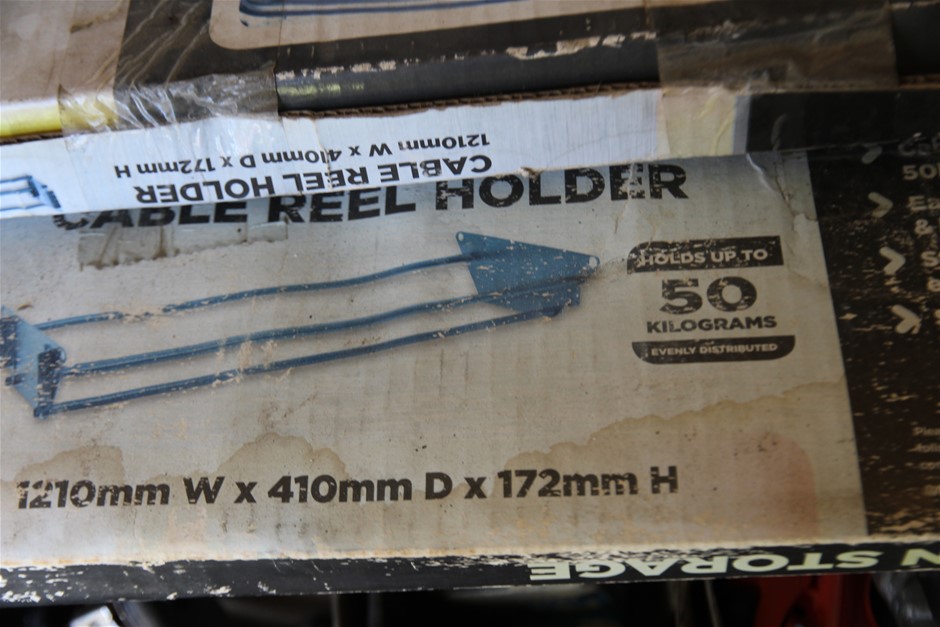 1210mm W x 410mm D x 172mm H
CABLE REEL HOLDER
CABLE REEL HOLDER
HOLDS UP TO
50
KILOGRAMS
EVENLY DISTRIBUTED
1210mm W x 410mm D x 172mm H
STORAGE